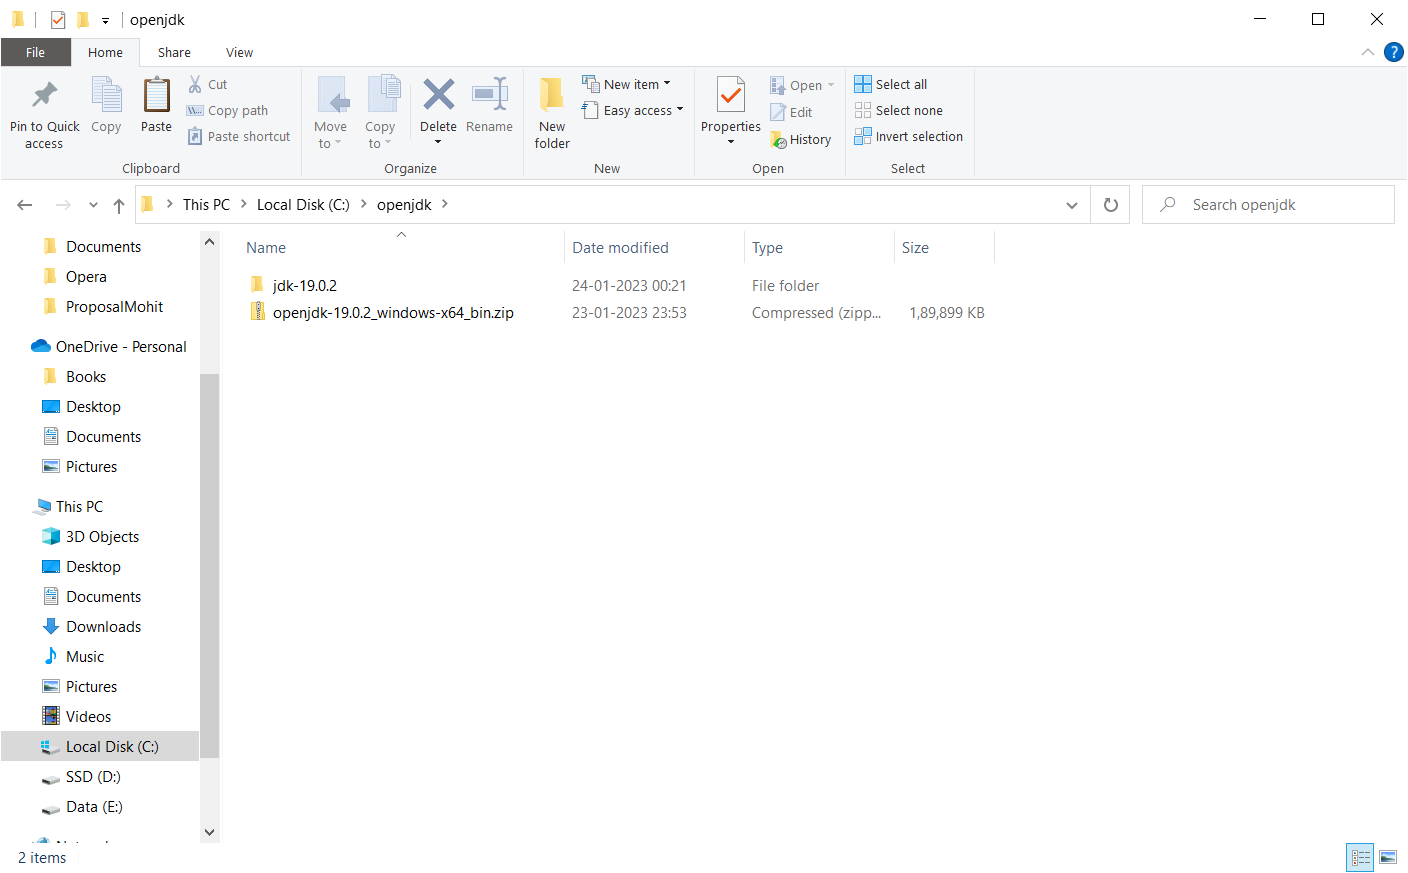 openjdk
File Home Share View
Pin to Quick access
Copy
Paste
Cut
Copy path
Paste shortcut
Clipboard
Move to
Copy to
Delete
Rename
Organize
New folder
New item
Easy access
New
Properties
Open
Edit
History
Open
Select all
Select none
Invert selection
Select
This PC Local Disk (C:) openjdk
Search openjdk
Name Date modified Type Size
jdk-19.0.2 24-01-2023 00:21 File folder
openjdk-19.0.2_windows-x64_bin.zip 23-01-2023 23:53 Compressed (zipp... 1,89,899 KB
Documents
Opera
ProposalMohit
OneDrive - Personal
Books
Desktop
Documents
Pictures
This PC
3D Objects
Desktop
Documents
Downloads
Music
Pictures
Videos
Local Disk (C:)
SSD (D:)
Data (E:)
2 items